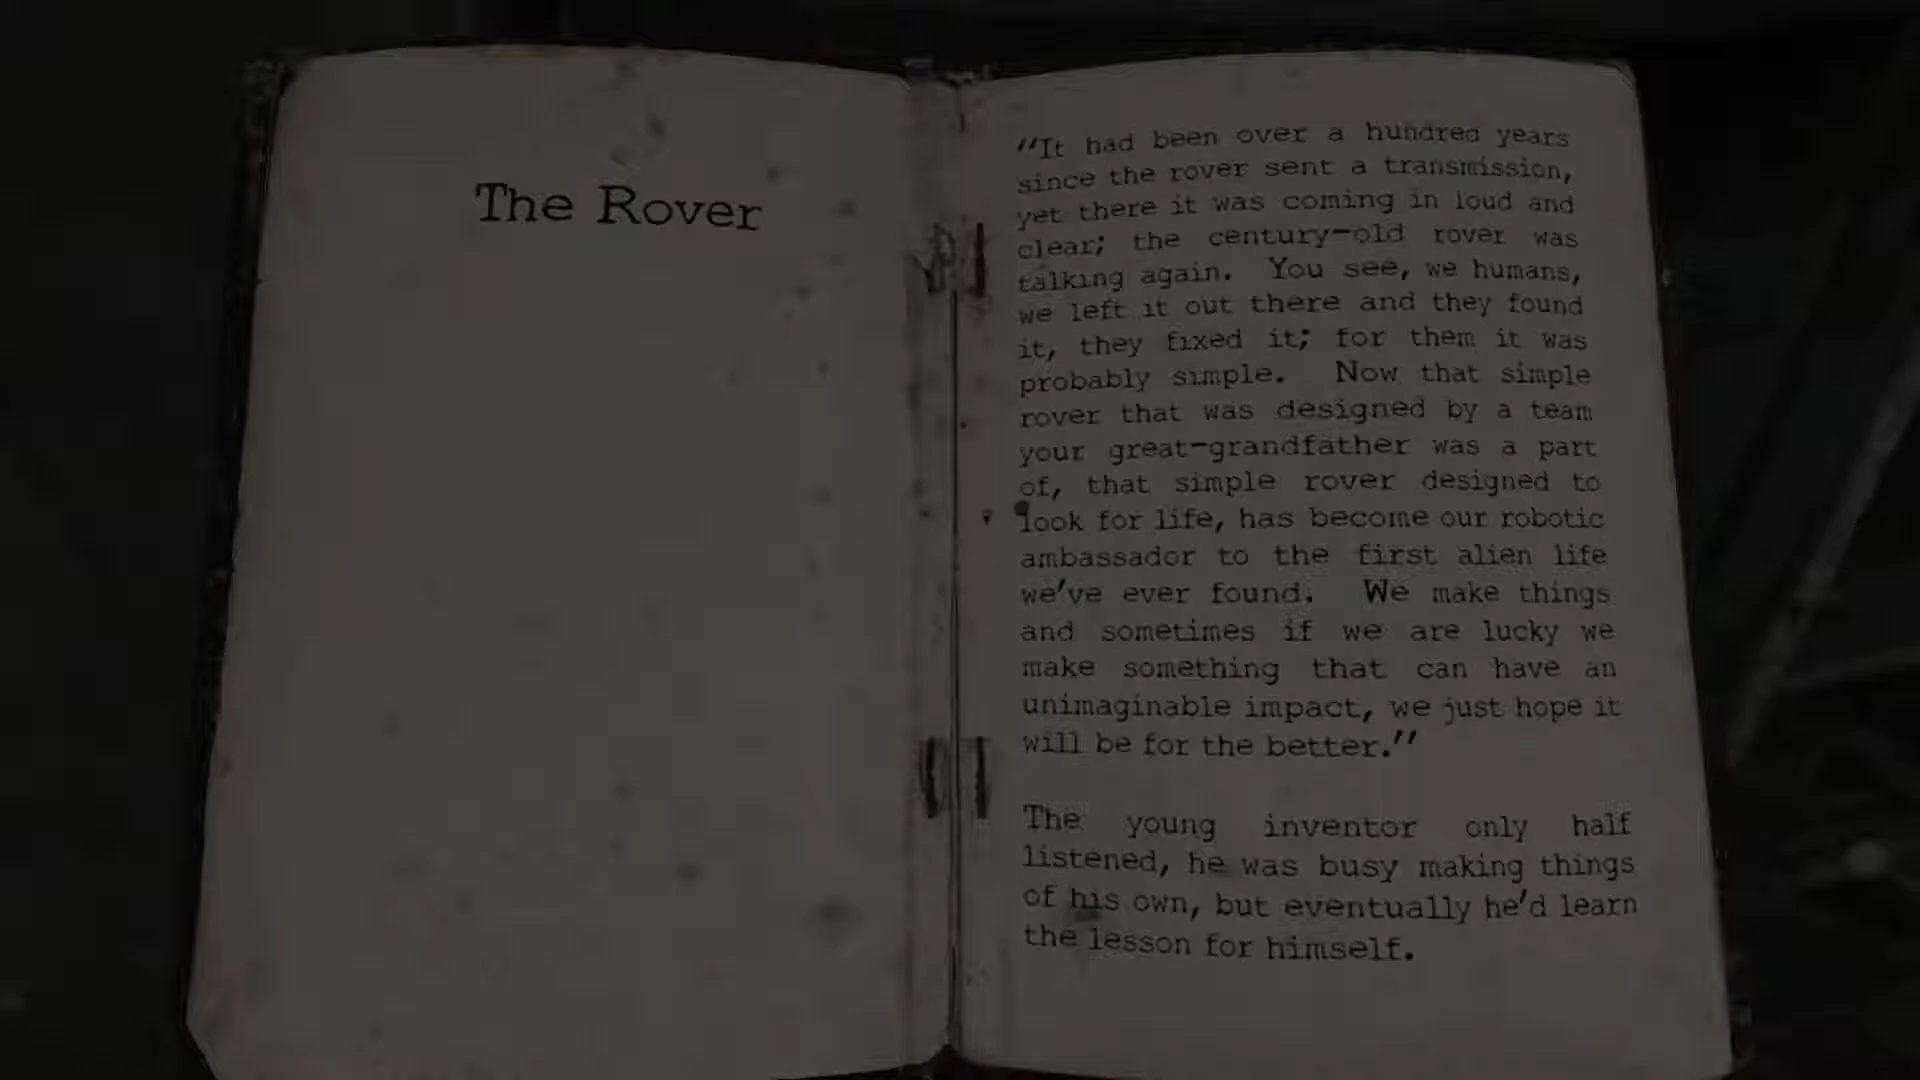 The Rover
"It had been over a hundred years
since the rover sent a transmission,
yet there it was coming in loud and
clear; the century-old rover was
talking again. You see, we humans,
we left it out there and they found
it, they fixed it; for them it was
probably simple. Now that simple
rover that was designed by a team
your great-grandfather was a part
of, that simple rover designed to
look for life, has become our robotic
ambassador to the first alien life
we've ever found. We make things
and sometimes if we are lucky we
make something that can have an
unimaginable impact, we just hope it
will be for the better."
The young inventor only half
listened, he was busy making things
of his own, but eventually he'd learn
the lesson for himself.